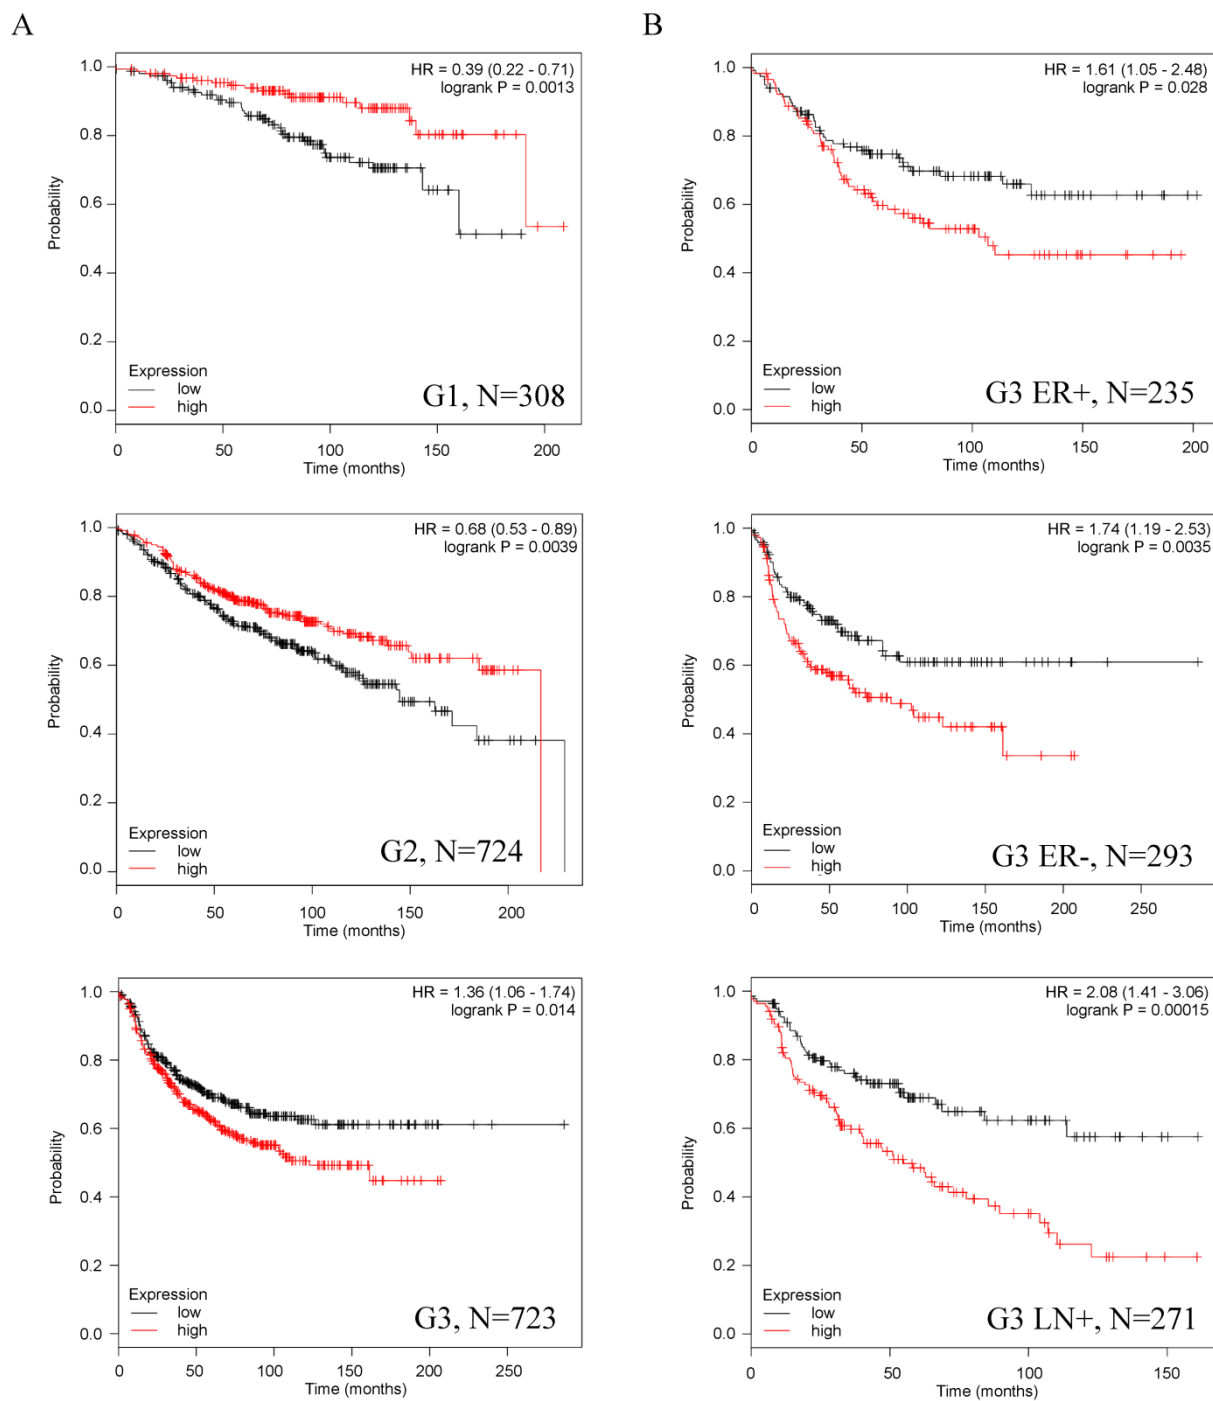 A
HR = 0.39 (0.22 - 0.71)
logrank P = 0.0013
1.0
0.8
0.6
0.4
0.2
0.0
Probability
Expression
low
high
G1, N=308
0 50 100 150 200
Time (months)
HR = 0.68 (0.53 - 0.89)
logrank P = 0.0039
1.0
0.8
0.6
0.4
0.2
0.0
Probability
Expression
low
high
G2, N=724
0 50 100 150 200
Time (months)
HR = 1.36 (1.06 - 1.74)
logrank P = 0.014
1.0
0.8
0.6
0.4
0.2
0.0
Probability
Expression
low
high
G3, N=723
0 50 100 150 200 250
Time (months)
B
HR = 1.61 (1.05 - 2.48)
logrank P = 0.028
1.0
0.8
0.6
0.4
0.2
0.0
Probability
Expression
low
high
G3 ER+, N=235
0 50 100 150 200
Time (months)
HR = 1.74 (1.19 - 2.53)
logrank P = 0.0035
1.0
0.8
0.6
0.4
0.2
0.0
Probability
Expression
low
high
G3 ER-, N=293
0 50 100 150 200 250
Time (months)
HR = 2.08 (1.41 - 3.06)
logrank P = 0.00015
1.0
0.8
0.6
0.4
0.2
0.0
Probability
Expression
low
high
G3 LN+, N=271
0 50 100 150
Time (months)